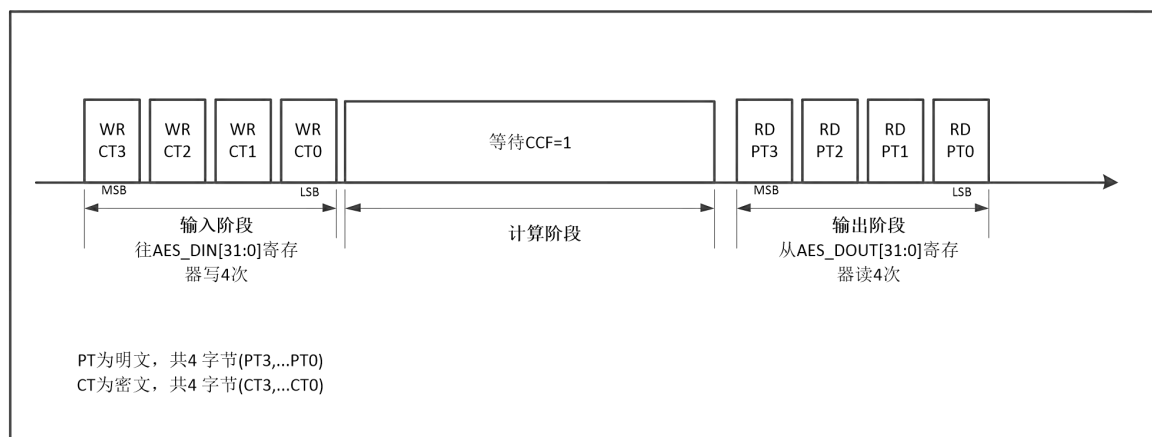 WR
CT3
WR
CT2
WR
CT1
WR
CT0
等待CCF=1
RD
PT3
RD
PT2
RD
PT1
RD
PT0
MSB
LSB
MSB
LSB
输入阶段
往AES_DIN[31:0]寄存
器写4次
计算阶段
输出阶段
从AES_DOUT[31:0]寄存
器读4次
PT为明文，共4 字节(PT3,...PT0)
CT为密文，共4 字节(CT3,...CT0)